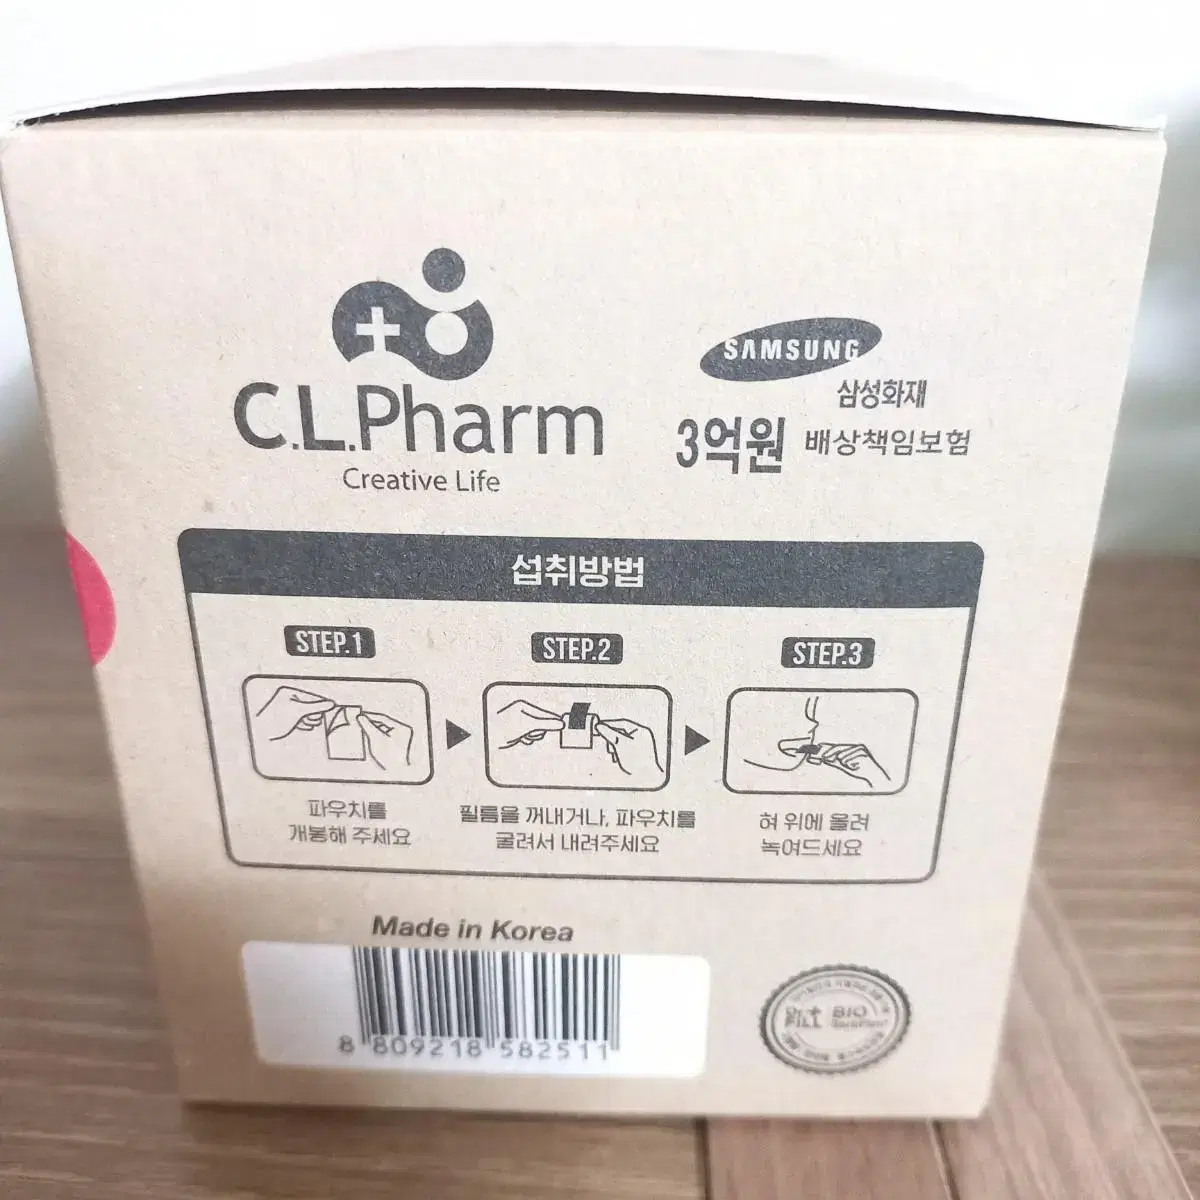 C.L.Pharm
Creative Life
SAMSUNG
삼성화재
3억원 배상책임보험
섭취방법
STEP.1
파우치를
개봉해 주세요
STEP.2
필름을 꺼내거나, 파우치를
굴려서 내려주세요
STEP.3
혀 위에 올려
녹여드세요
Made in Korea
8 809218 582511
Dr.+ BIO
FILL